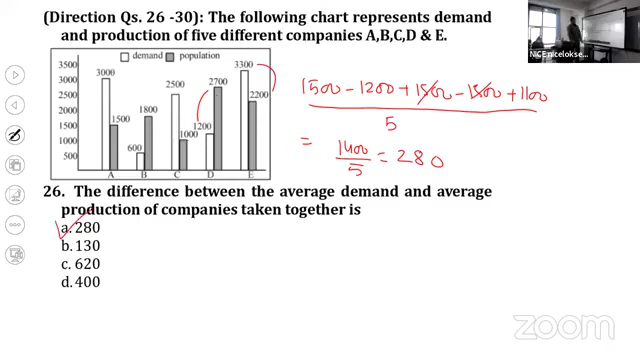 (Direction Qs. 26 -30): The following chart represents demand
and production of five different companies A,B,C,D & E.
demand population
3500
3000
2500
2000
2500
1500
1000
500
3000
1500
600
1800
2500
1000
1200
2700
3300
2200
A B C D E
1500 - 1200 + 1500 - 1500 + 1100
5
= 1400
5
= 280
26. The difference between the average demand and average
production of companies taken together is
a. 280
b. 130
c. 620
d. 400
NICE nicelokse...
zoom